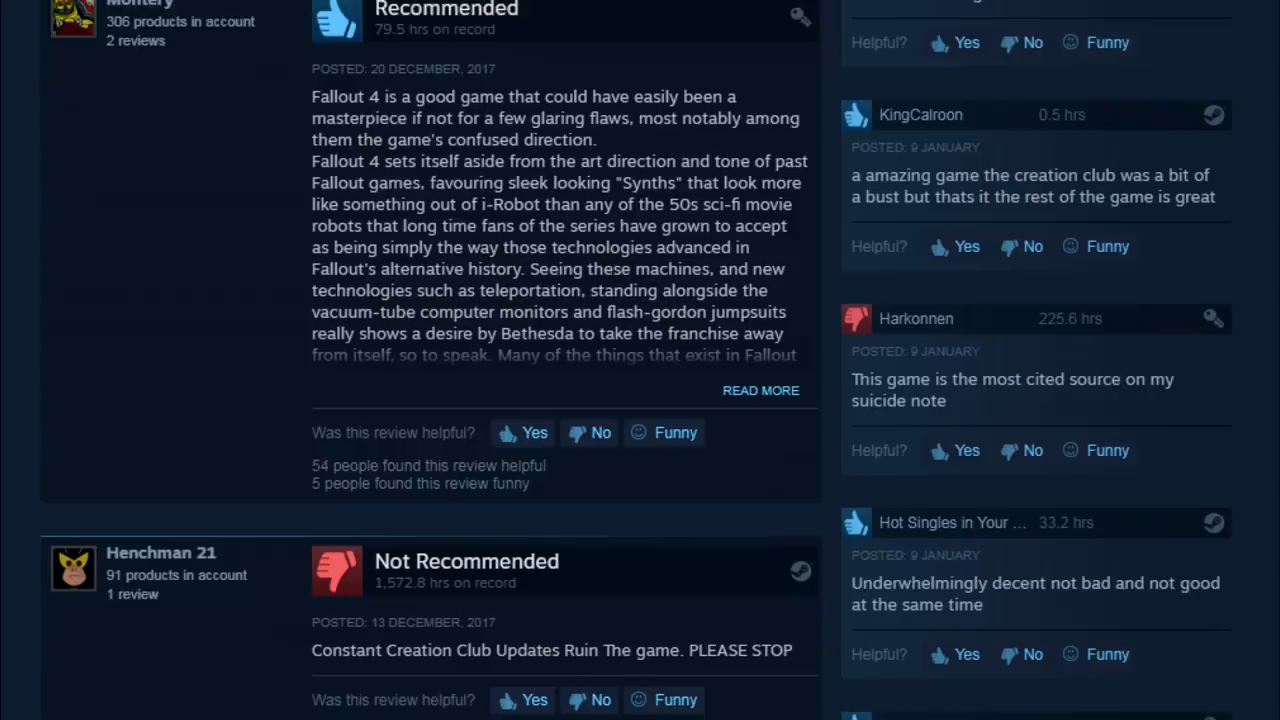 Montery
306 products in account
2 reviews
Recommended
79.5 hrs on record
POSTED: 20 DECEMBER, 2017
Fallout 4 is a good game that could have easily been a
masterpiece if not for a few glaring flaws, most notably among
them the game's confused direction.
Fallout 4 sets itself aside from the art direction and tone of past
Fallout games, favouring sleek looking "Synths" that look more
like something out of i-Robot than any of the 50s sci-fi movie
robots that long time fans of the series have grown to accept
as being simply the way those technologies advanced in
Fallout's alternative history. Seeing these machines, and new
technologies such as teleportation, standing alongside the
vacuum-tube computer monitors and flash-gordon jumpsuits
really shows a desire by Bethesda to take the franchise away
from itself, so to speak. Many of the things that exist in Fallout
READ MORE
Was this review helpful? Yes No Funny
54 people found this review helpful
5 people found this review funny
Henchman 21
91 products in account
1 review
Not Recommended
1,572.8 hrs on record
POSTED: 13 DECEMBER, 2017
Constant Creation Club Updates Ruin The game. PLEASE STOP
Was this review helpful? Yes No Funny
Helpful? Yes No Funny
KingCalroon 0.5 hrs
POSTED: 9 JANUARY
a amazing game the creation club was a bit of
a bust but thats it the rest of the game is great
Helpful? Yes No Funny
Harkonnen 225.6 hrs
POSTED: 9 JANUARY
This game is the most cited source on my
suicide note
Helpful? Yes No Funny
Hot Singles in Your ... 33.2 hrs
POSTED: 9 JANUARY
Underwhelmingly decent not bad and not good
at the same time
Helpful? Yes No Funny